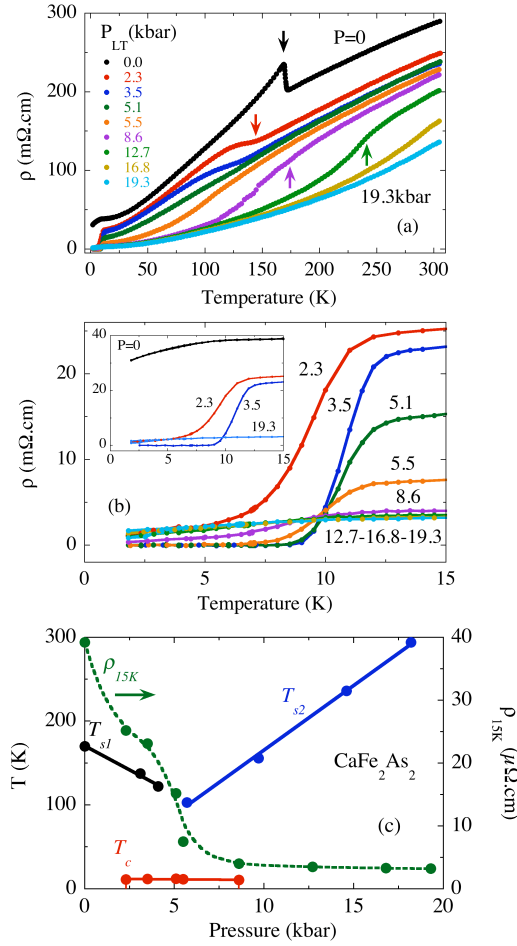 P_LT(kbar)
0.0
2.3
3.5
5.1
5.5
8.6
12.7
16.8
19.3
P=0
19.3kbar
(a)
300
200
100
0
ρ (mΩ.cm)
0 50 100 150 200 250 300
Temperature (K)
P=0
2.3
3.5
19.3
40
20
0
0 5 10 15
2.3
3.5
5.1
5.5
8.6
12.7-16.8-19.3
(b)
20
10
0
ρ (mΩ.cm)
0 5 10 15
Temperature (K)
ρ_15K
T_s1
T_s2
T_c
CaFe₂As₂
(c)
300
200
100
0
T (K)
40
30
20
10
0
ρ_15K (μΩ.cm)
0 5 10 15 20
Pressure (kbar)